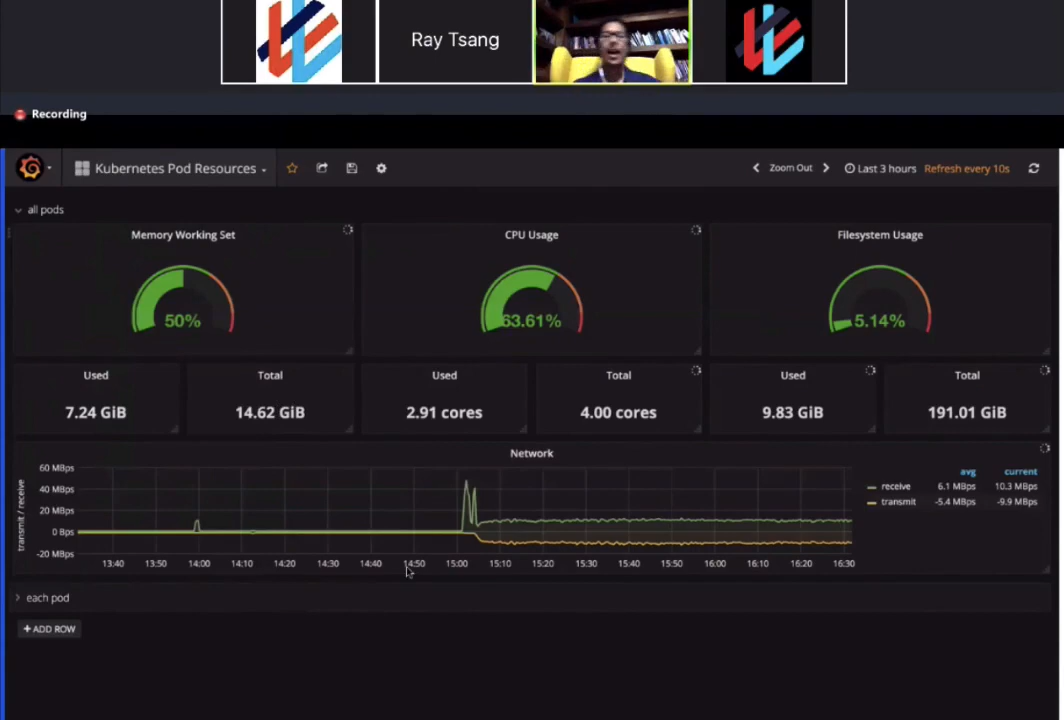 Ray Tsang
Recording
Kubernetes Pod Resources
Zoom Out
Last 3 hours
Refresh every 10s
all pods
Memory Working Set
CPU Usage
Filesystem Usage
50%
63.61%
5.14%
Used
Total
Used
Total
Used
Total
7.24 GiB
14.62 GiB
2.91 cores
4.00 cores
9.83 GiB
191.01 GiB
Network
transmit / receive
60 MBps
40 MBps
20 MBps
0 Bps
-20 MBps
13:40 13:50 14:00 14:10 14:20 14:30 14:40 14:50 15:00 15:10 15:20 15:30 15:40 15:50 16:00 16:10 16:20 16:30
avg current
receive 6.1 MBps 10.3 MBps
transmit -5.4 MBps -9.9 MBps
each pod
+ ADD ROW